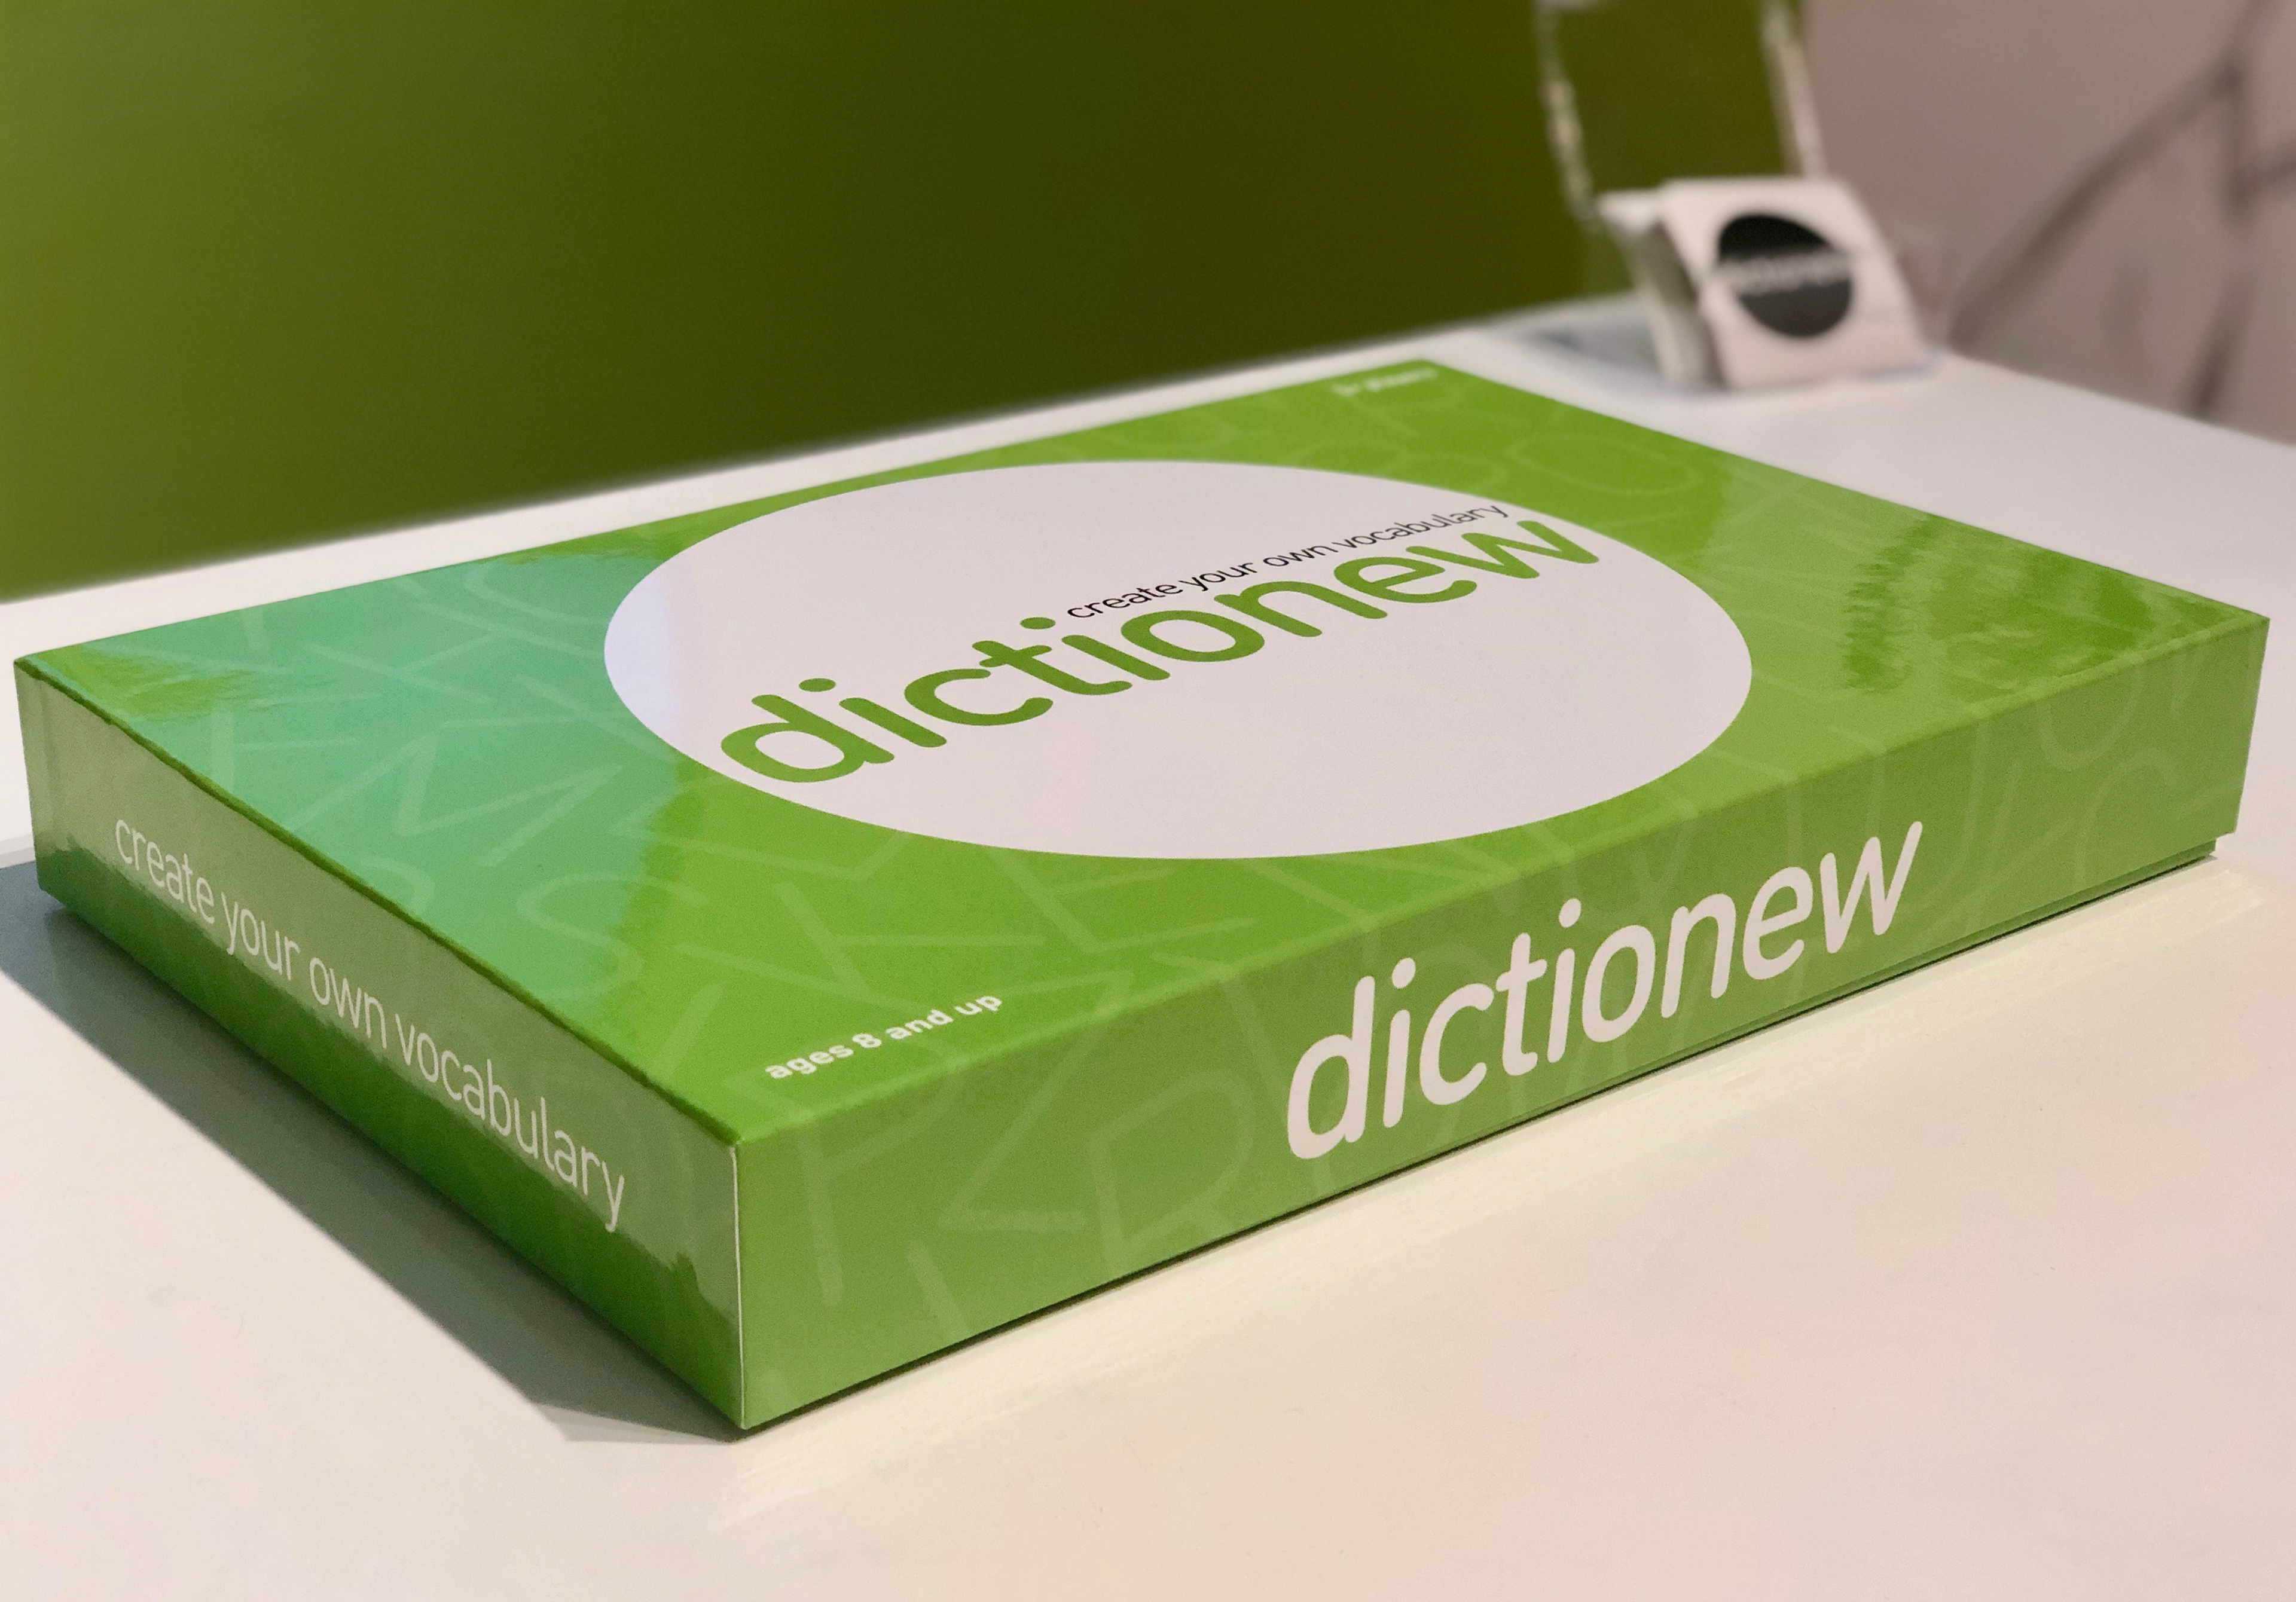 create your own vocabulary
dictionew
ages 8 and up
create your own vocabulary
dictionew